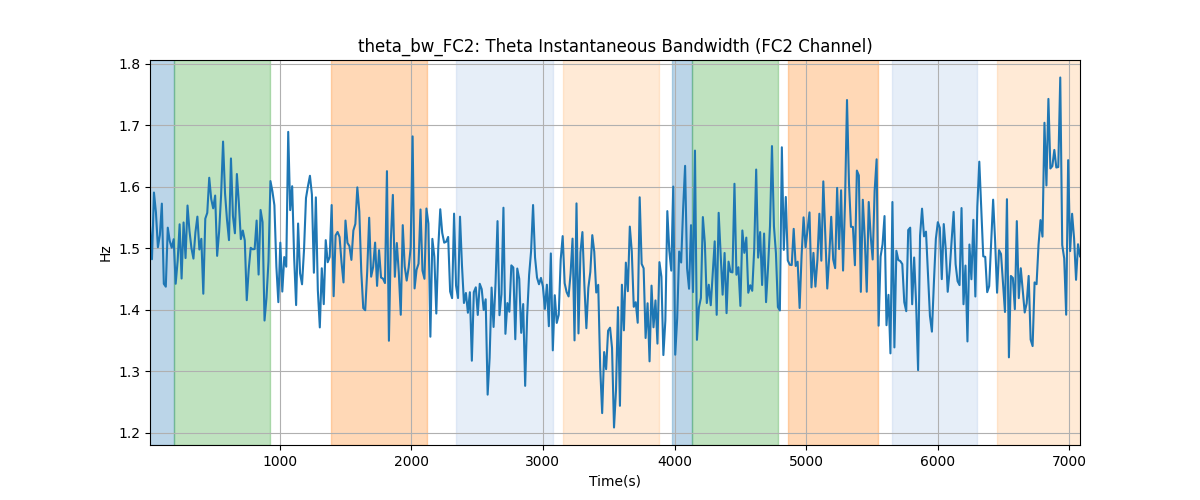 theta_bw_FC2: Theta Instantaneous Bandwidth (FC2 Channel)
Hz
1.8
1.7
1.6
1.5
1.4
1.3
1.2
1000 2000 3000 4000 5000 6000 7000
Time(s)